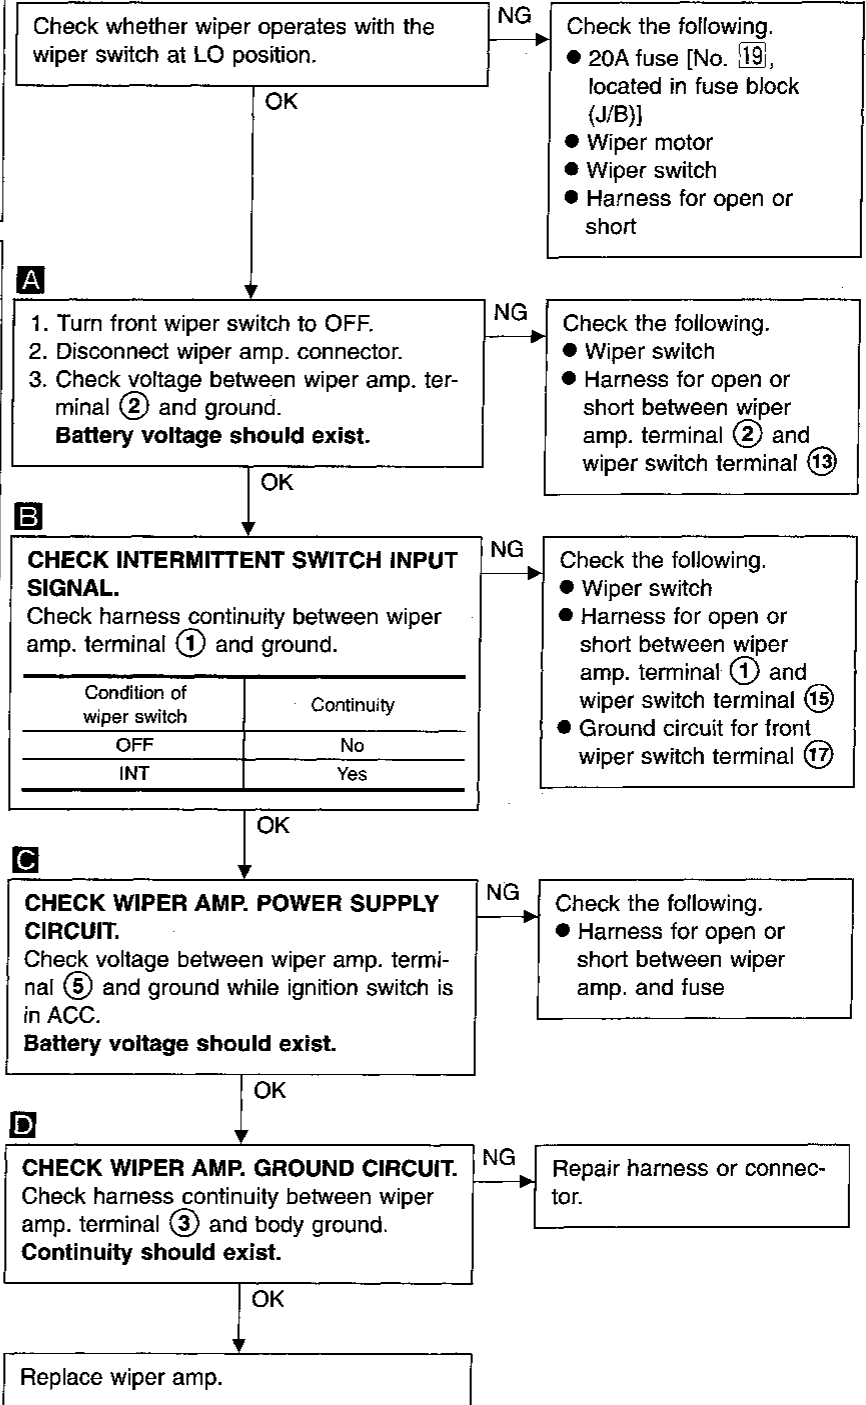 Check whether wiper operates with the
wiper switch at LO position.
NG
Check the following.
● 20A fuse [No. 19,
located in fuse block
(J/B)]
● Wiper motor
● Wiper switch
● Harness for open or
short
OK
A
1. Turn front wiper switch to OFF.
2. Disconnect wiper amp. connector.
3. Check voltage between wiper amp. ter-
minal ② and ground.
Battery voltage should exist.
NG
Check the following.
● Wiper switch
● Harness for open or
short between wiper
amp. terminal ② and
wiper switch terminal ⑬
OK
B
CHECK INTERMITTENT SWITCH INPUT
SIGNAL.
Check harness continuity between wiper
amp. terminal ① and ground.
Condition of
wiper switch
Continuity
OFF No
INT Yes
NG
Check the following.
● Wiper switch
● Harness for open or
short between wiper
amp. terminal ① and
wiper switch terminal ⑮
● Ground circuit for front
wiper switch terminal ⑰
OK
C
CHECK WIPER AMP. POWER SUPPLY
CIRCUIT.
Check voltage between wiper amp. termi-
nal ⑤ and ground while ignition switch is
in ACC.
Battery voltage should exist.
NG
Check the following.
● Harness for open or
short between wiper
amp. and fuse
OK
D
CHECK WIPER AMP. GROUND CIRCUIT.
Check harness continuity between wiper
amp. terminal ③ and body ground.
Continuity should exist.
NG
Repair harness or connec-
tor.
OK
Replace wiper amp.